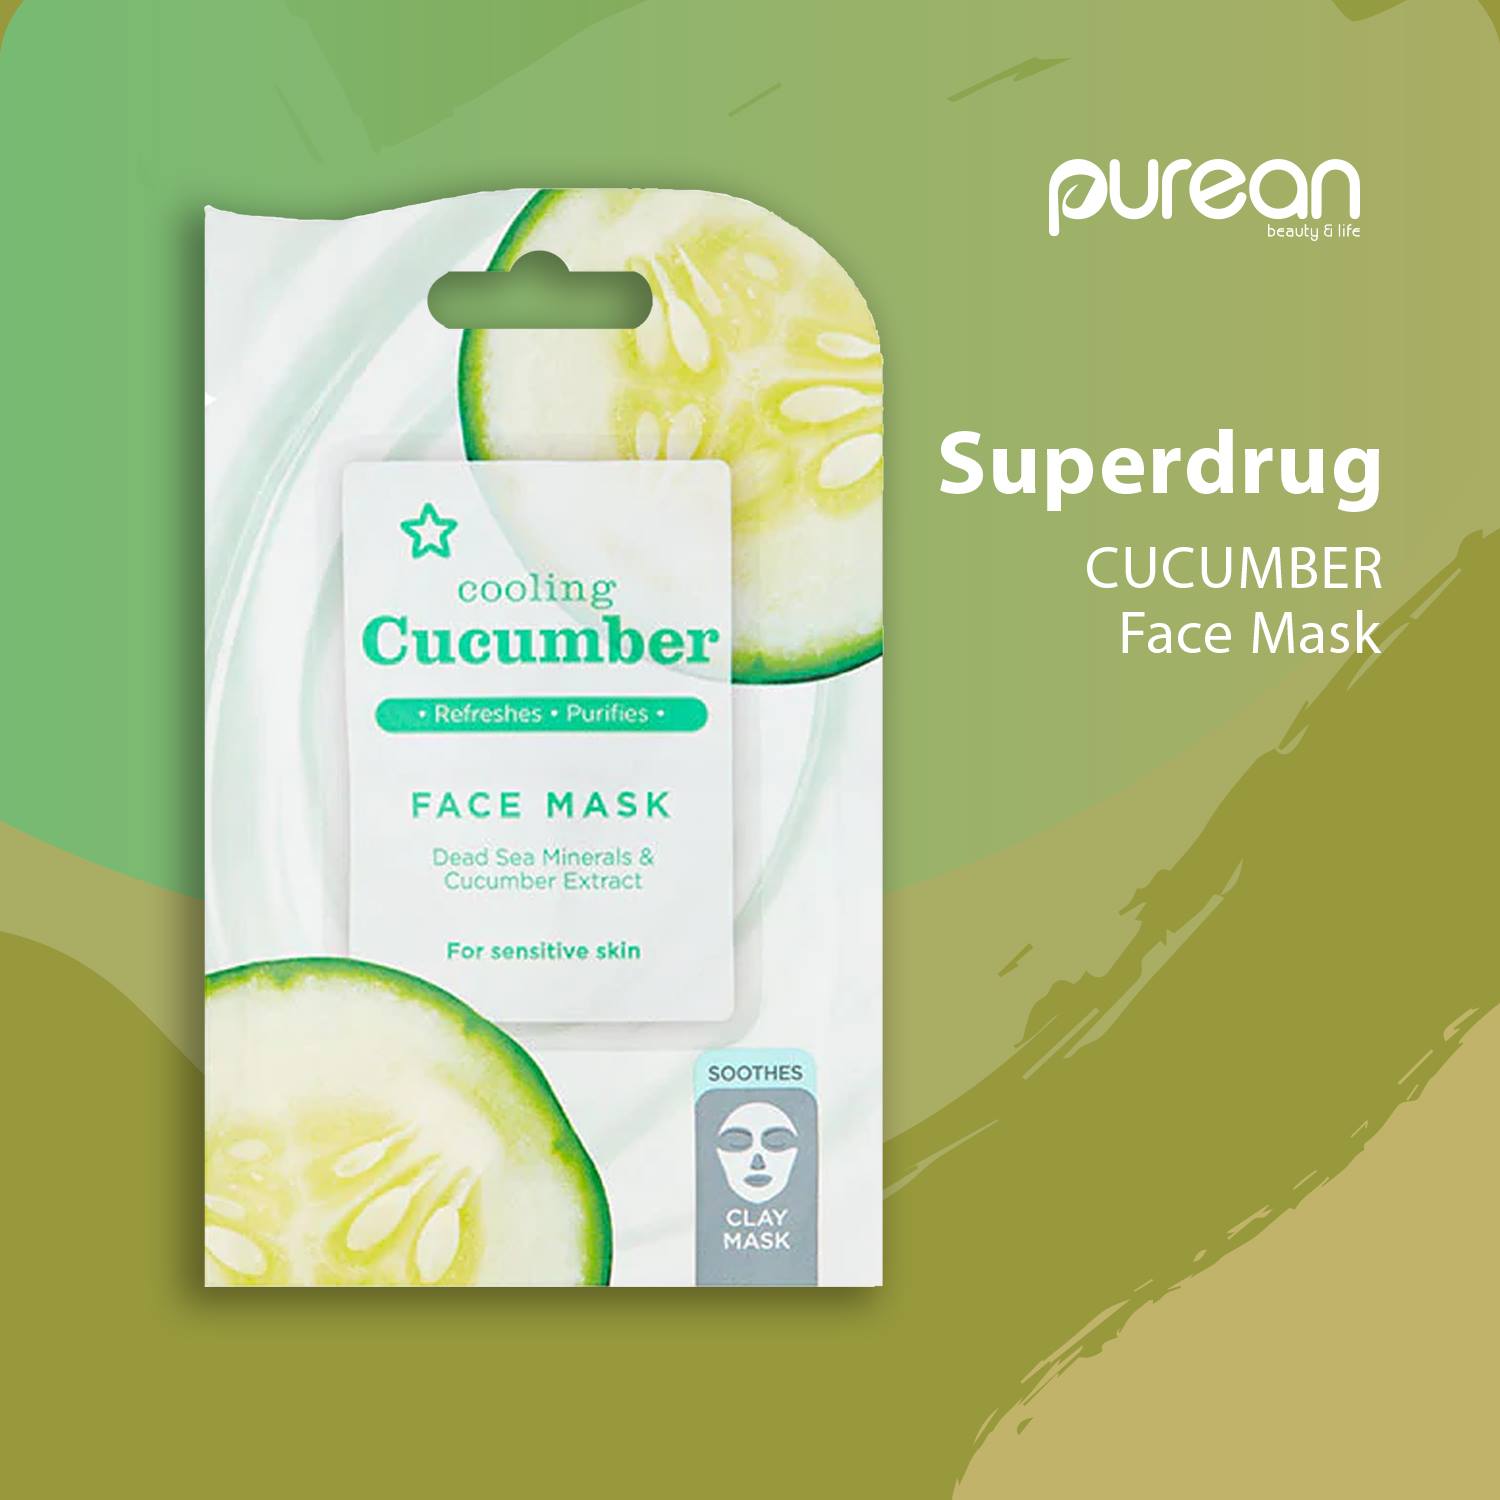 purean
beauty & life
Superdrug
CUCUMBER
Face Mask
cooling
Cucumber
• Refreshes • Purifies •
FACE MASK
Dead Sea Minerals &
Cucumber Extract
For sensitive skin
SOOTHES
CLAY
MASK